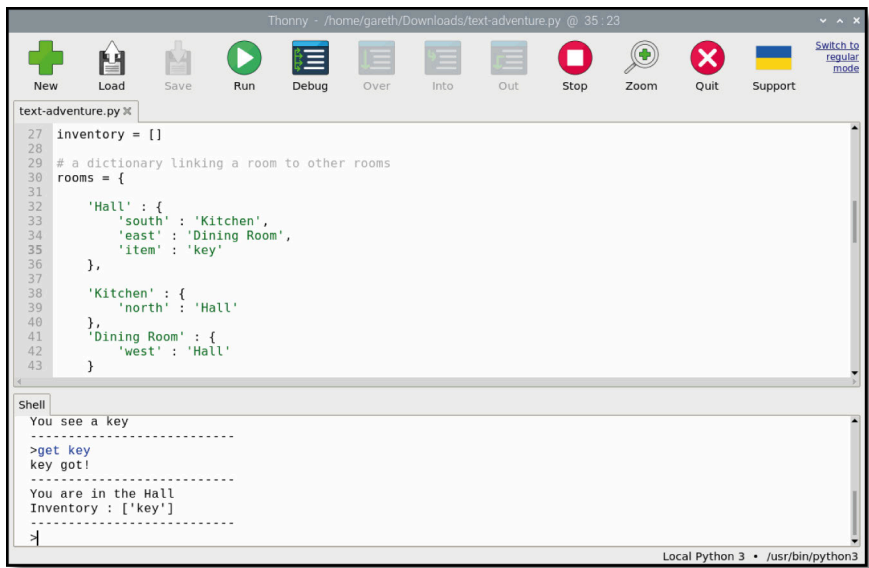 Thonny - /home/gareth/Downloads/text-adventure.py @ 35 : 23
New Load Save Run Debug Over Into Out Stop Zoom Quit Support
Switch to
regular
mode
text-adventure.py
27 inventory = []
28
29 # a dictionary linking a room to other rooms
30 rooms = {
31
32     'Hall' : {
33         'south' : 'Kitchen',
34         'east' : 'Dining Room',
35         'item' : 'key'
36     },
37
38     'Kitchen' : {
39         'north' : 'Hall'
40     },
41     'Dining Room' : {
42         'west' : 'Hall'
43     }
Shell
You see a key
---------------------------
>get key
key got!
---------------------------
You are in the Hall
Inventory : ['key']
---------------------------
>
Local Python 3 • /usr/bin/python3